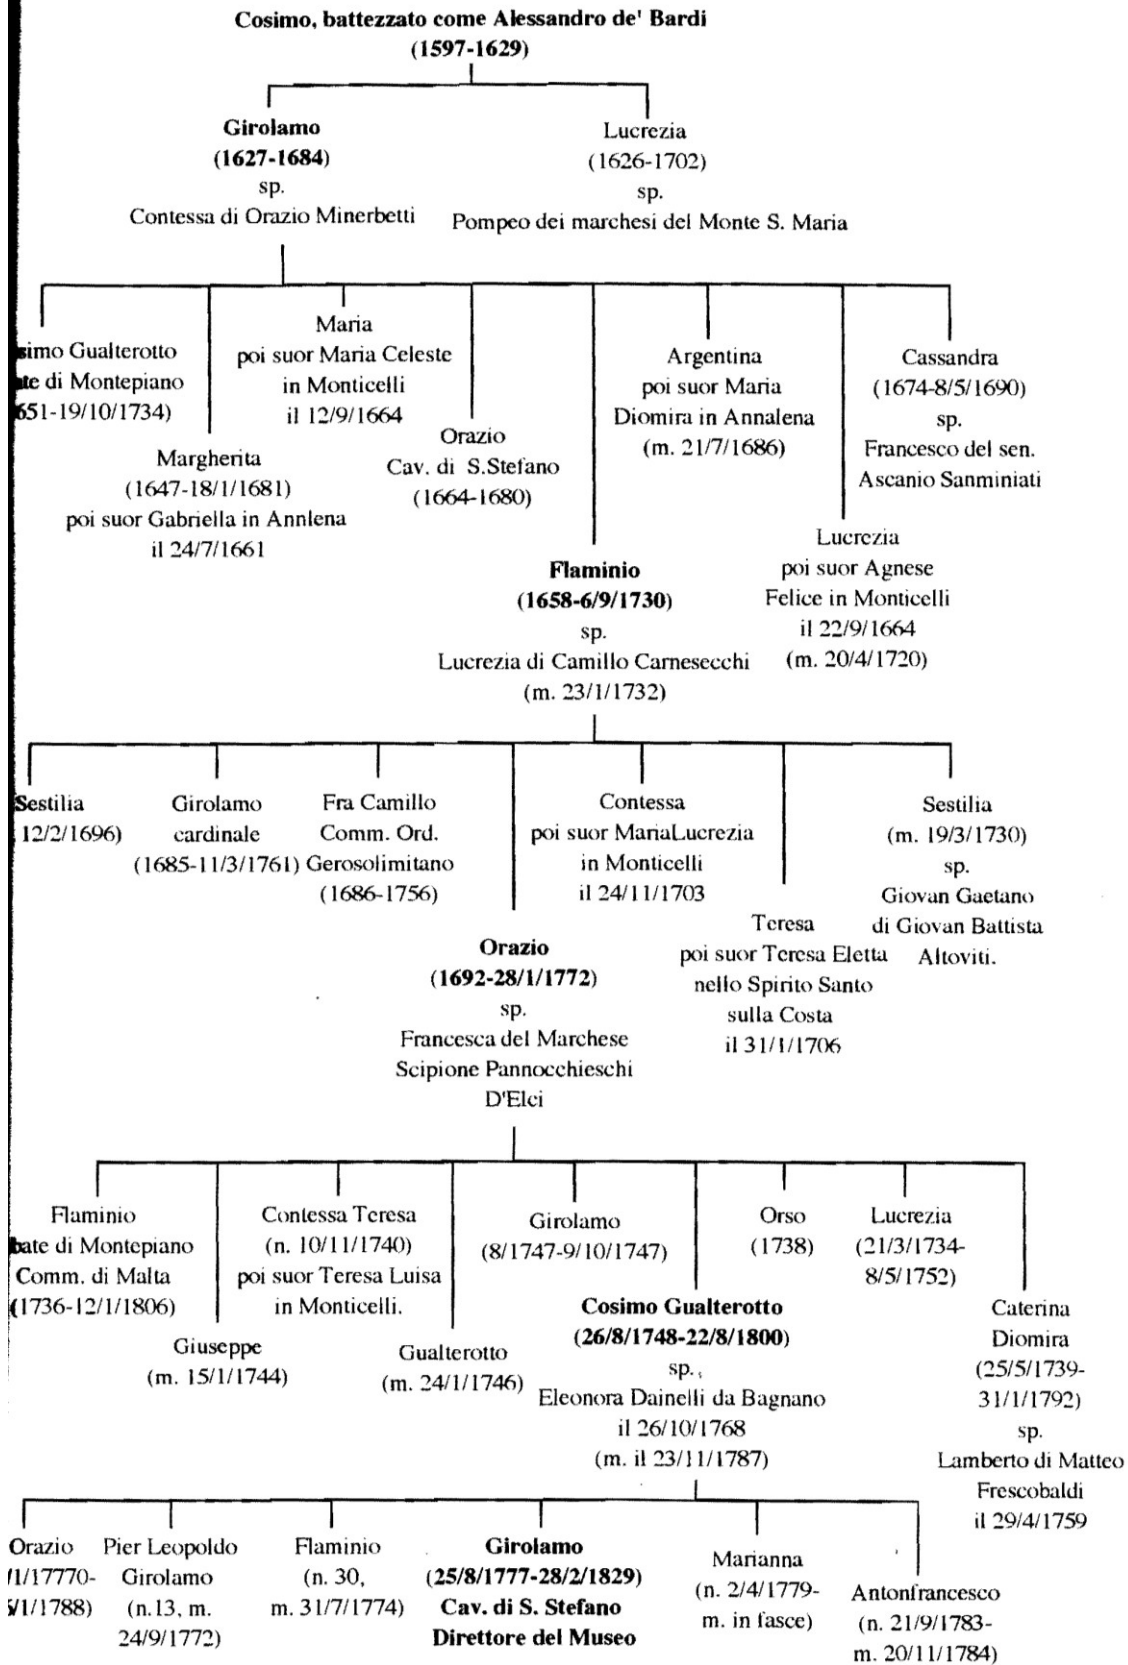 Cosimo, battezzato come Alessandro de' Bardi
(1597-1629)
Girolamo
(1627-1684)
sp.
Contessa di Orazio Minerbetti
Lucrezia
(1626-1702)
sp.
Pompeo dei marchesi del Monte S. Maria
simo Gualterotto
te di Montepiano
651-19/10/1734)
Margherita
(1647-18/1/1681)
poi suor Gabriella in Annlena
il 24/7/1661
Maria
poi suor Maria Celeste
in Monticelli
il 12/9/1664
Orazio
Cav. di S.Stefano
(1664-1680)
Flaminio
(1658-6/9/1730)
sp.
Lucrezia di Camillo Carnesecchi
(m. 23/1/1732)
Argentina
poi suor Maria
Diomira in Annalena
(m. 21/7/1686)
Lucrezia
poi suor Agnese
Felice in Monticelli
il 22/9/1664
(m. 20/4/1720)
Cassandra
(1674-8/5/1690)
sp.
Francesco del sen.
Ascanio Sanminiati
Sestilia
12/2/1696)
Girolamo
cardinale
(1685-11/3/1761)
Fra Camillo
Comm. Ord.
Gerosolimitano
(1686-1756)
Orazio
(1692-28/1/1772)
sp.
Francesca del Marchese
Scipione Pannocchieschi
D'Elci
Contessa
poi suor MariaLucrezia
in Monticelli
il 24/11/1703
Teresa
poi suor Teresa Eletta
nello Spirito Santo
sulla Costa
il 31/1/1706
Sestilia
(m. 19/3/1730)
sp.
Giovan Gaetano
di Giovan Battista
Altoviti.
Flaminio
bate di Montepiano
Comm. di Malta
(1736-12/1/1806)
Giuseppe
(m. 15/1/1744)
Contessa Teresa
(n. 10/11/1740)
poi suor Teresa Luisa
in Monticelli.
Gualterotto
(m. 24/1/1746)
Girolamo
(8/1747-9/10/1747)
Cosimo Gualterotto
(26/8/1748-22/8/1800)
sp.
Eleonora Dainelli da Bagnano
il 26/10/1768
(m. il 23/11/1787)
Orso
(1738)
Lucrezia
(21/3/1734-
8/5/1752)
Caterina
Diomira
(25/5/1739-
31/1/1792)
sp.
Lamberto di Matteo
Frescobaldi
il 29/4/1759
Orazio
/1/17770-
/1/1788)
Pier Leopoldo
Girolamo
(n.13, m.
24/9/1772)
Flaminio
(n. 30,
m. 31/7/1774)
Girolamo
(25/8/1777-28/2/1829)
Cav. di S. Stefano
Direttore del Museo
Marianna
(n. 2/4/1779-
m. in fasce)
Antonfrancesco
(n. 21/9/1783-
m. 20/11/1784)